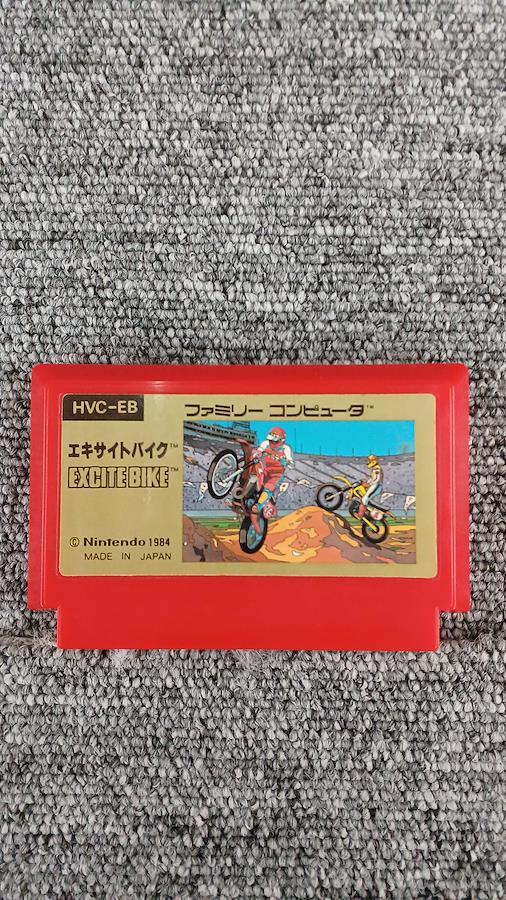 HVC-EB
ファミリー コンピュータ™
エキサイトバイク™
EXCITEBIKE™
© Nintendo 1984
MADE IN JAPAN